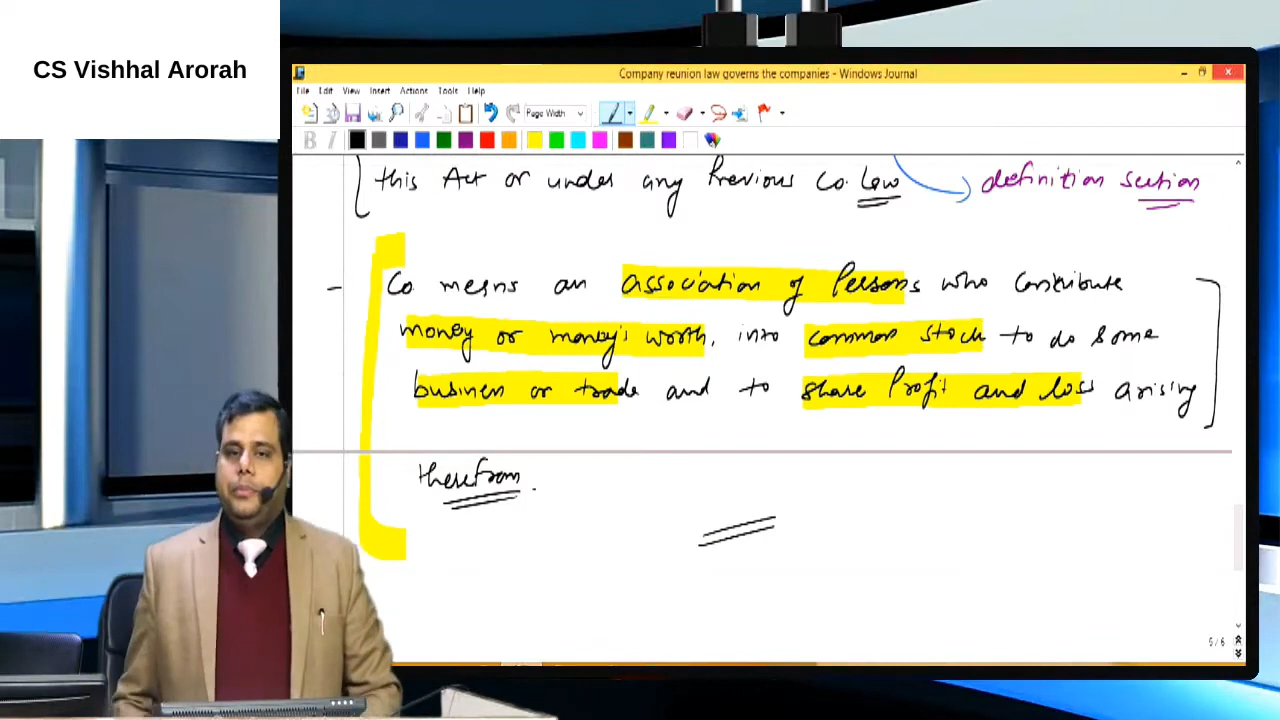 CS Vishhal Arorah
Company reunion law governs the companies - Windows Journal
File Edit View Insert Actions Tools Help
Page Width
B I
this Act or under any Previous Co. Law definition section
- Co means an association of Persons who contribute
money or money's worth, into common stock to do some
business or trade and to share Profit and loss arising
therefrom.
5/6